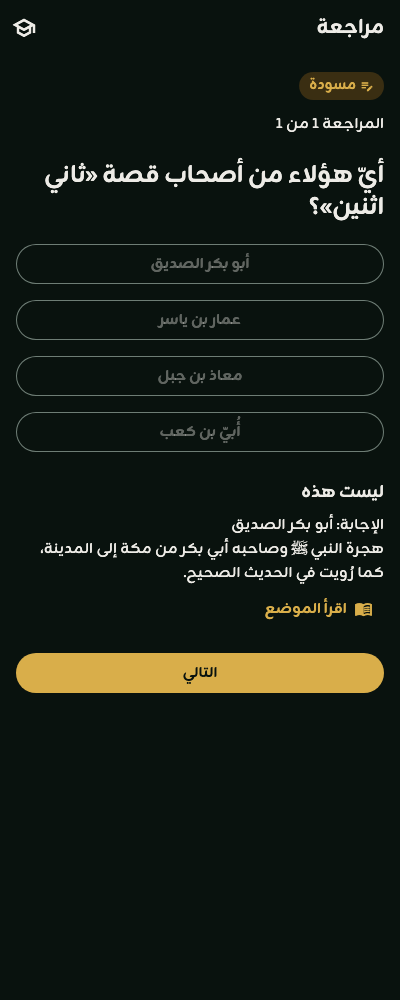 مراجعة
مسودة
المراجعة 1 من 1
أيّ هؤلاء من أصحاب قصة «ثاني
اثنين»؟
أبو بكر الصديق
عمار بن ياسر
معاذ بن جبل
أُبيّ بن كعب
ليست هذه
الإجابة: أبو بكر الصديق
هجرة النبي ﷺ وصاحبه أبي بكر من مكة إلى المدينة،
كما رُويت في الحديث الصحيح.
اقرأ الموضع
التالي